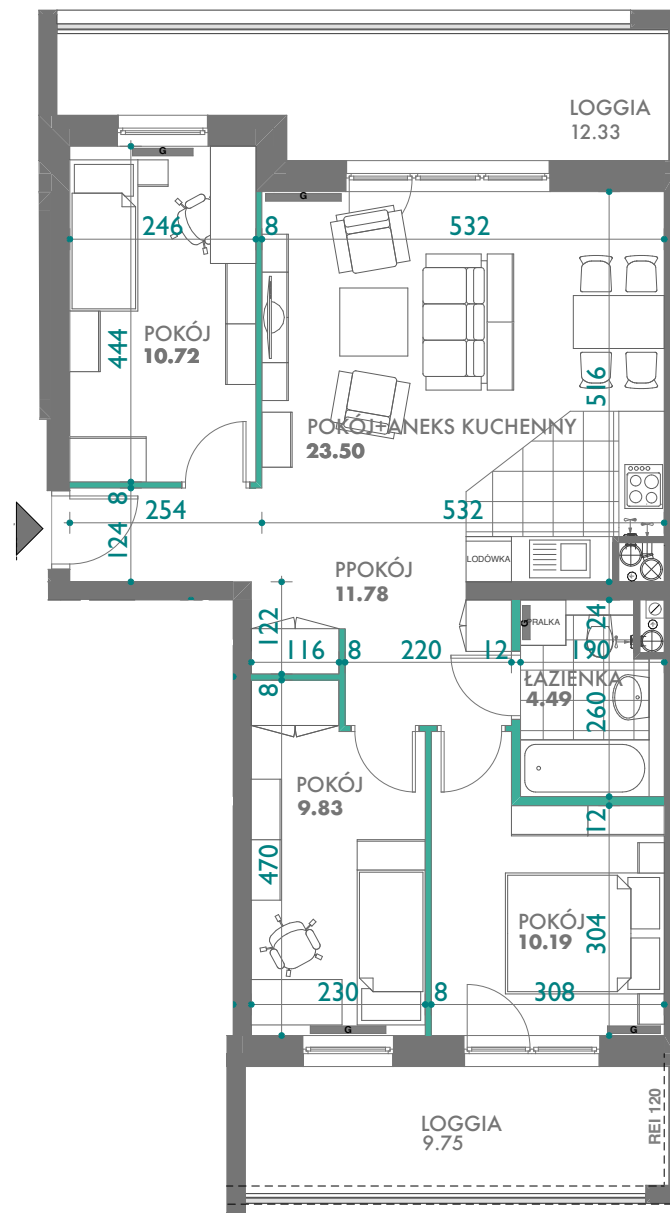 LOGGIA
12.33
G
G
246
8
532
POKÓJ
10.72
444
516
POKÓJ+ANEKS KUCHENNY
23.50
8
254
532
124
LODÓWKA
PPOKÓJ
11.78
122
24
G
PRALKA
116
8
220
12
190
ŁAZIENKA
4.49
8
260
POKÓJ
9.83
12
470
POKÓJ
10.19
304
230
8
308
G
G
LOGGIA
9.75
REI 120